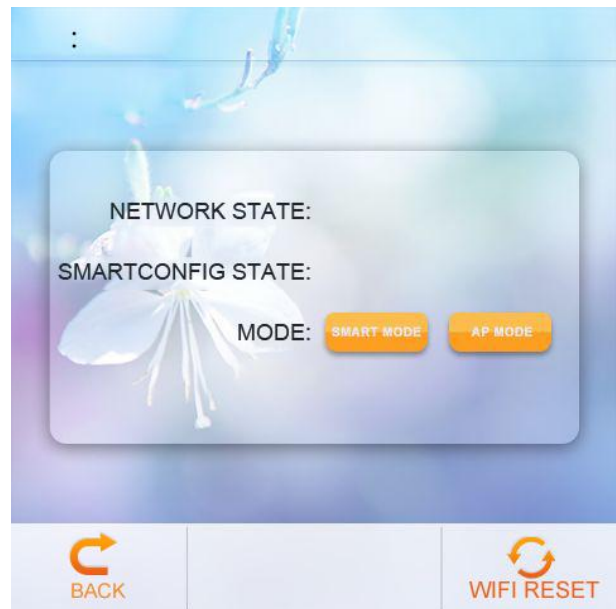 :
NETWORK STATE:
SMARTCONFIG STATE:
MODE: SMART MODE AP MODE
BACK WIFI RESET